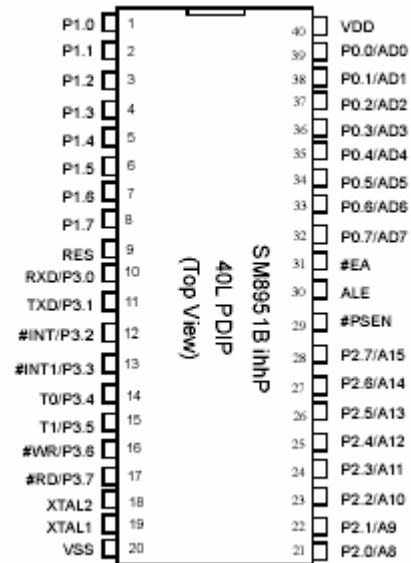 P1.0 1
P1.1 2
P1.2 3
P1.3 4
P1.4 5
P1.5 6
P1.6 7
P1.7 8
RES 9
RXD/P3.0 10
TXD/P3.1 11
#INT/P3.2 12
#INT1/P3.3 13
T0/P3.4 14
T1/P3.5 15
#WR/P3.6 16
#RD/P3.7 17
XTAL2 18
XTAL1 19
VSS 20
SM8951B ihhP
40L PDIP
(Top View)
40 VDD
39 P0.0/AD0
38 P0.1/AD1
37 P0.2/AD2
36 P0.3/AD3
35 P0.4/AD4
34 P0.5/AD5
33 P0.6/AD6
32 P0.7/AD7
31 #EA
30 ALE
29 #PSEN
28 P2.7/A15
27 P2.6/A14
26 P2.5/A13
25 P2.4/A12
24 P2.3/A11
23 P2.2/A10
22 P2.1/A9
21 P2.0/A8